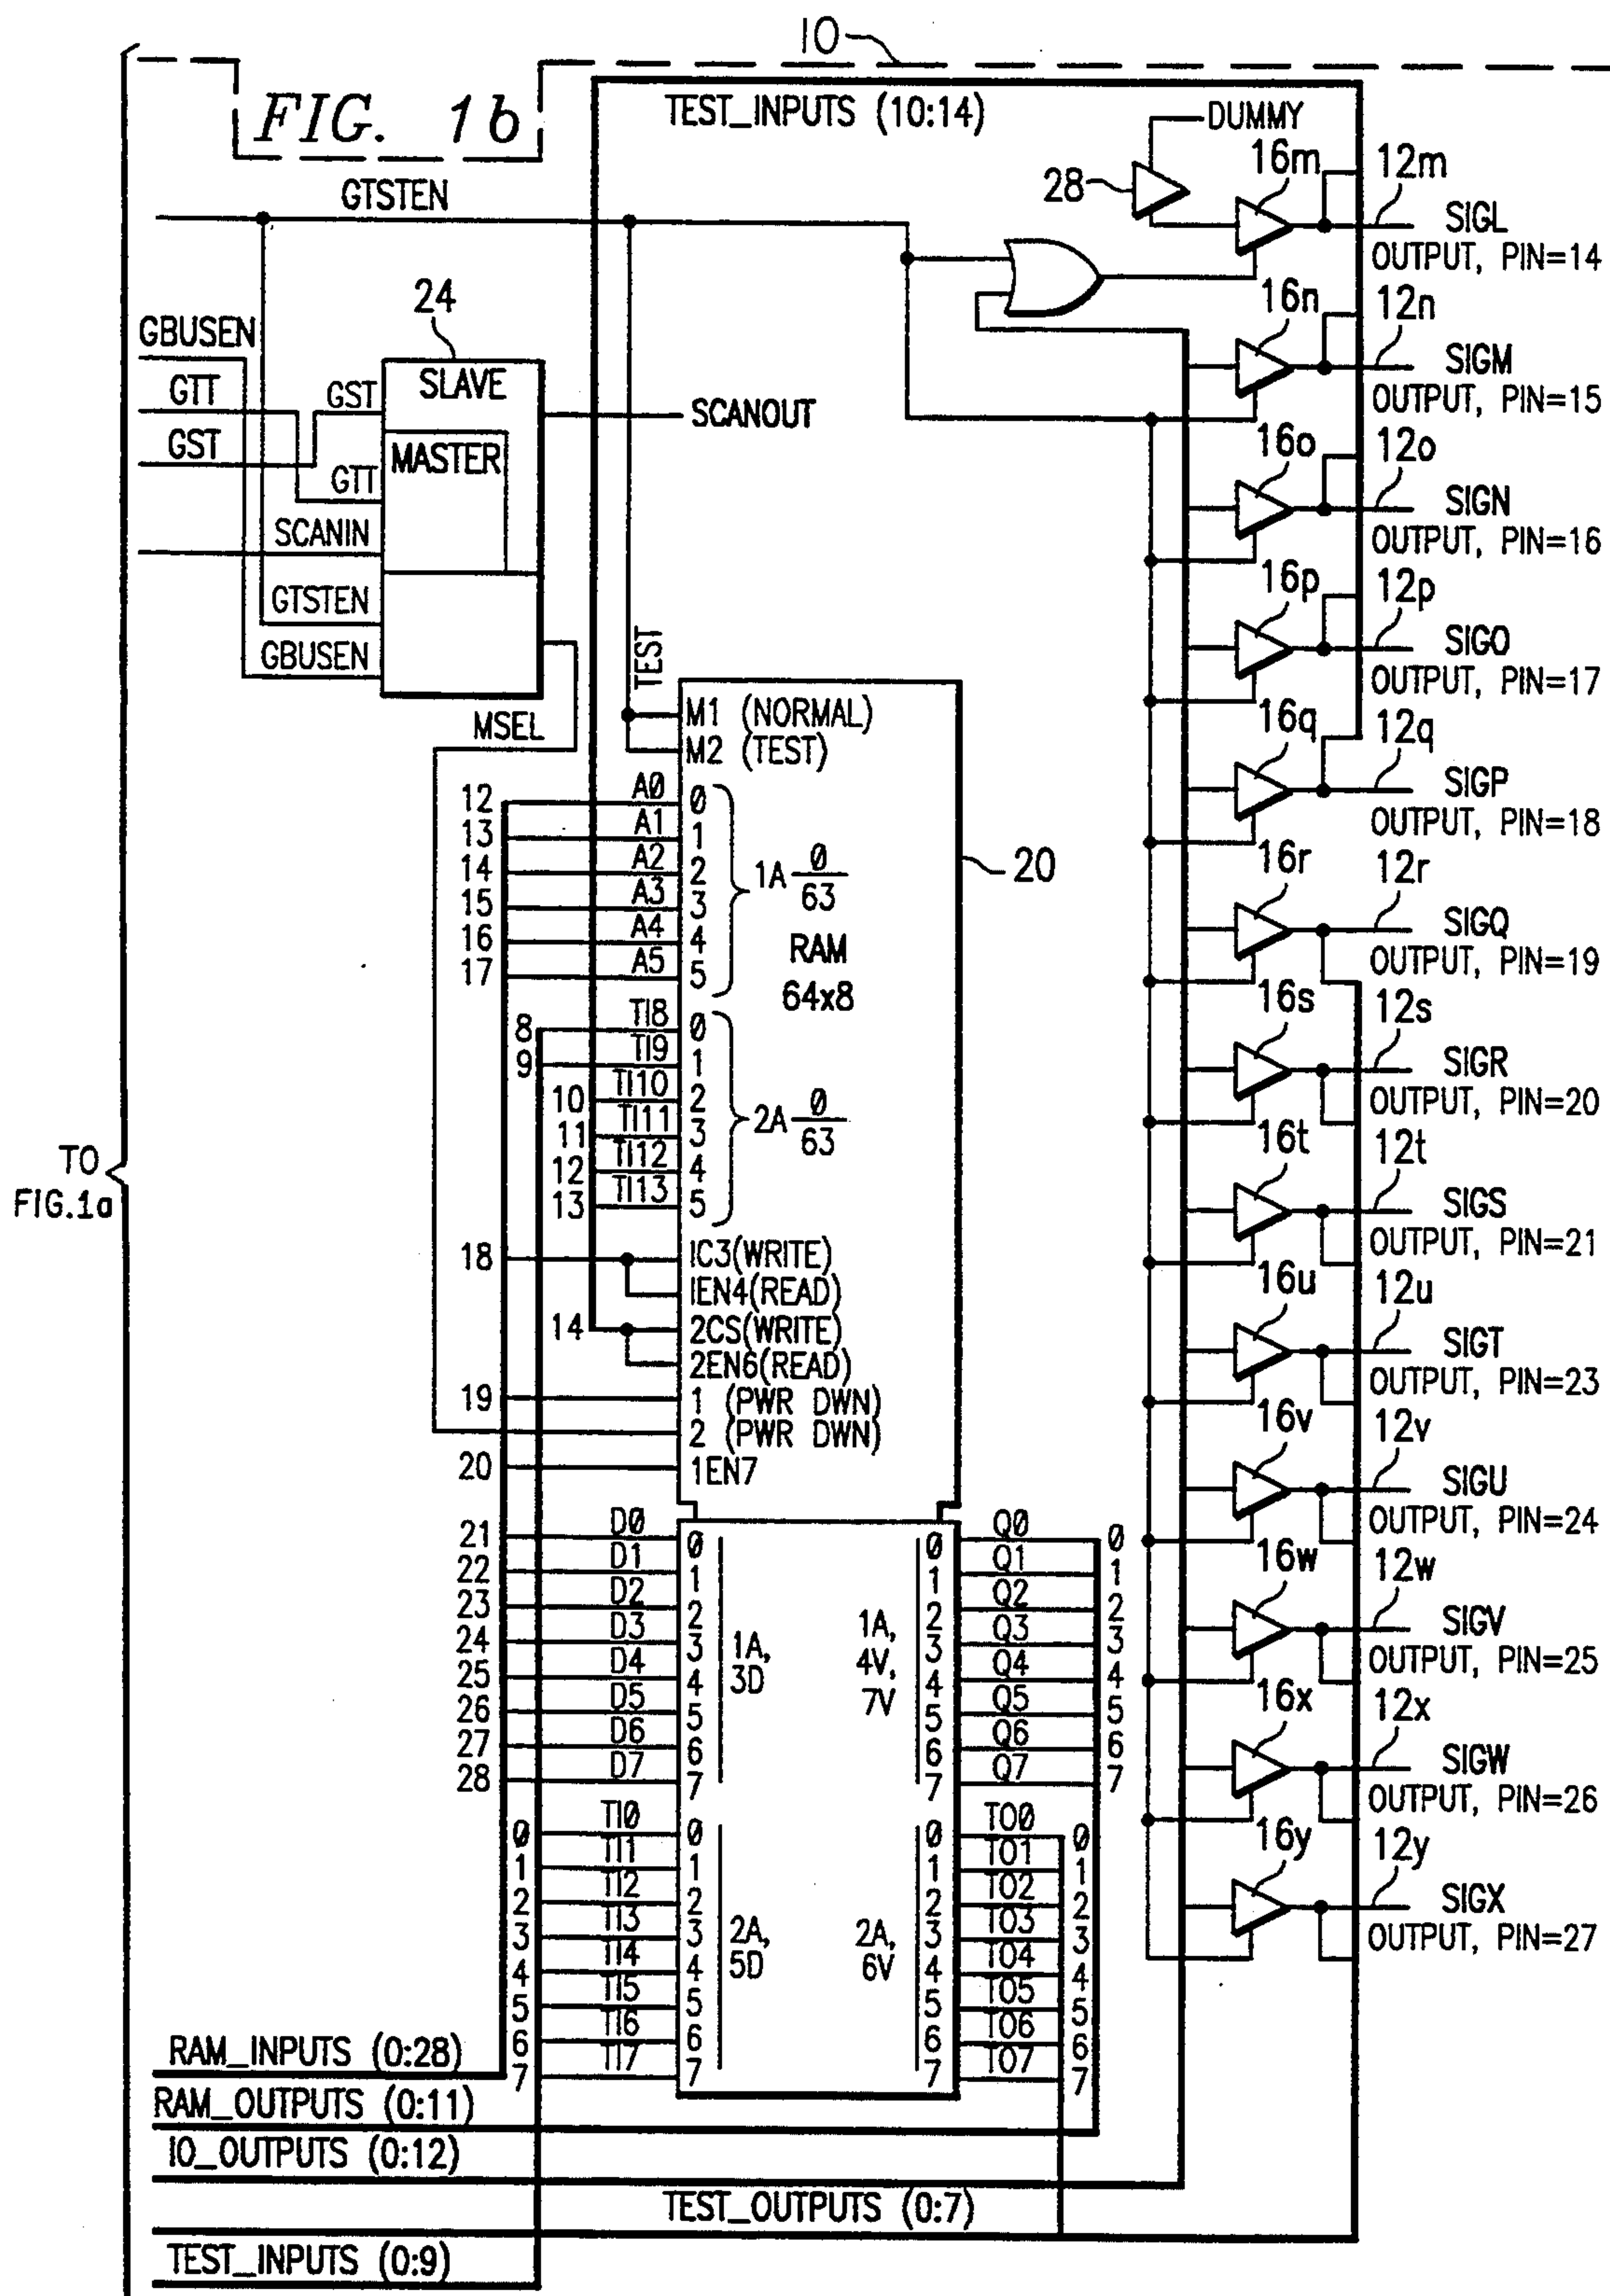 10
FIG. 1b
TEST_INPUTS (10:14)
DUMMY
28
16m
12m
SIGL
OUTPUT, PIN=14
GTSTEN
16n
12n
SIGM
OUTPUT, PIN=15
24
GBUSEN
GTT
GST
GST
SLAVE
MASTER
GTT
SCANIN
GTSTEN
GBUSEN
SCANOUT
MSEL
TEST
16o
12o
SIGN
OUTPUT, PIN=16
16p
12p
SIGO
OUTPUT, PIN=17
16q
12q
SIGP
OUTPUT, PIN=18
16r
12r
SIGQ
OUTPUT, PIN=19
16s
12s
SIGR
OUTPUT, PIN=20
16t
12t
SIGS
OUTPUT, PIN=21
16u
12u
SIGT
OUTPUT, PIN=23
16v
12v
SIGU
OUTPUT, PIN=24
16w
12w
SIGV
OUTPUT, PIN=25
16x
12x
SIGW
OUTPUT, PIN=26
16y
12y
SIGX
OUTPUT, PIN=27
M1 (NORMAL)
M2 (TEST)
12 A0 0
13 A1 1
14 A2 2
15 A3 3
16 A4 4
17 A5 5
1A 0/63
RAM
64x8
20
8 TI8 0
9 TI9 1
10 TI10 2
11 TI11 3
12 TI12 4
13 TI13 5
2A 0/63
TO
FIG.1a
18 IC3(WRITE)
IEN4(READ)
14 2CS(WRITE)
2EN6(READ)
19 1 (PWR DWN)
2 (PWR DWN)
20 1EN7
21 D0 0 0 Q0 0
22 D1 1 1 Q1 1
23 D2 2 2 Q2 2
24 D3 3 3 Q3 3
25 D4 4 4 Q4 4
26 D5 5 5 Q5 5
27 D6 6 6 Q6 6
28 D7 7 7 Q7 7
1A,
3D
1A,
4V,
7V
0 TI0 0 0 TO0 0
1 TI1 1 1 TO1 1
2 TI2 2 2 TO2 2
3 TI3 3 3 TO3 3
4 TI4 4 4 TO4 4
5 TI5 5 5 TO5 5
6 TI6 6 6 TO6 6
7 TI7 7 7 TO7 7
2A,
5D
2A,
6V
RAM_INPUTS (0:28)
RAM_OUTPUTS (0:11)
IO_OUTPUTS (0:12)
TEST_OUTPUTS (0:7)
TEST_INPUTS (0:9)